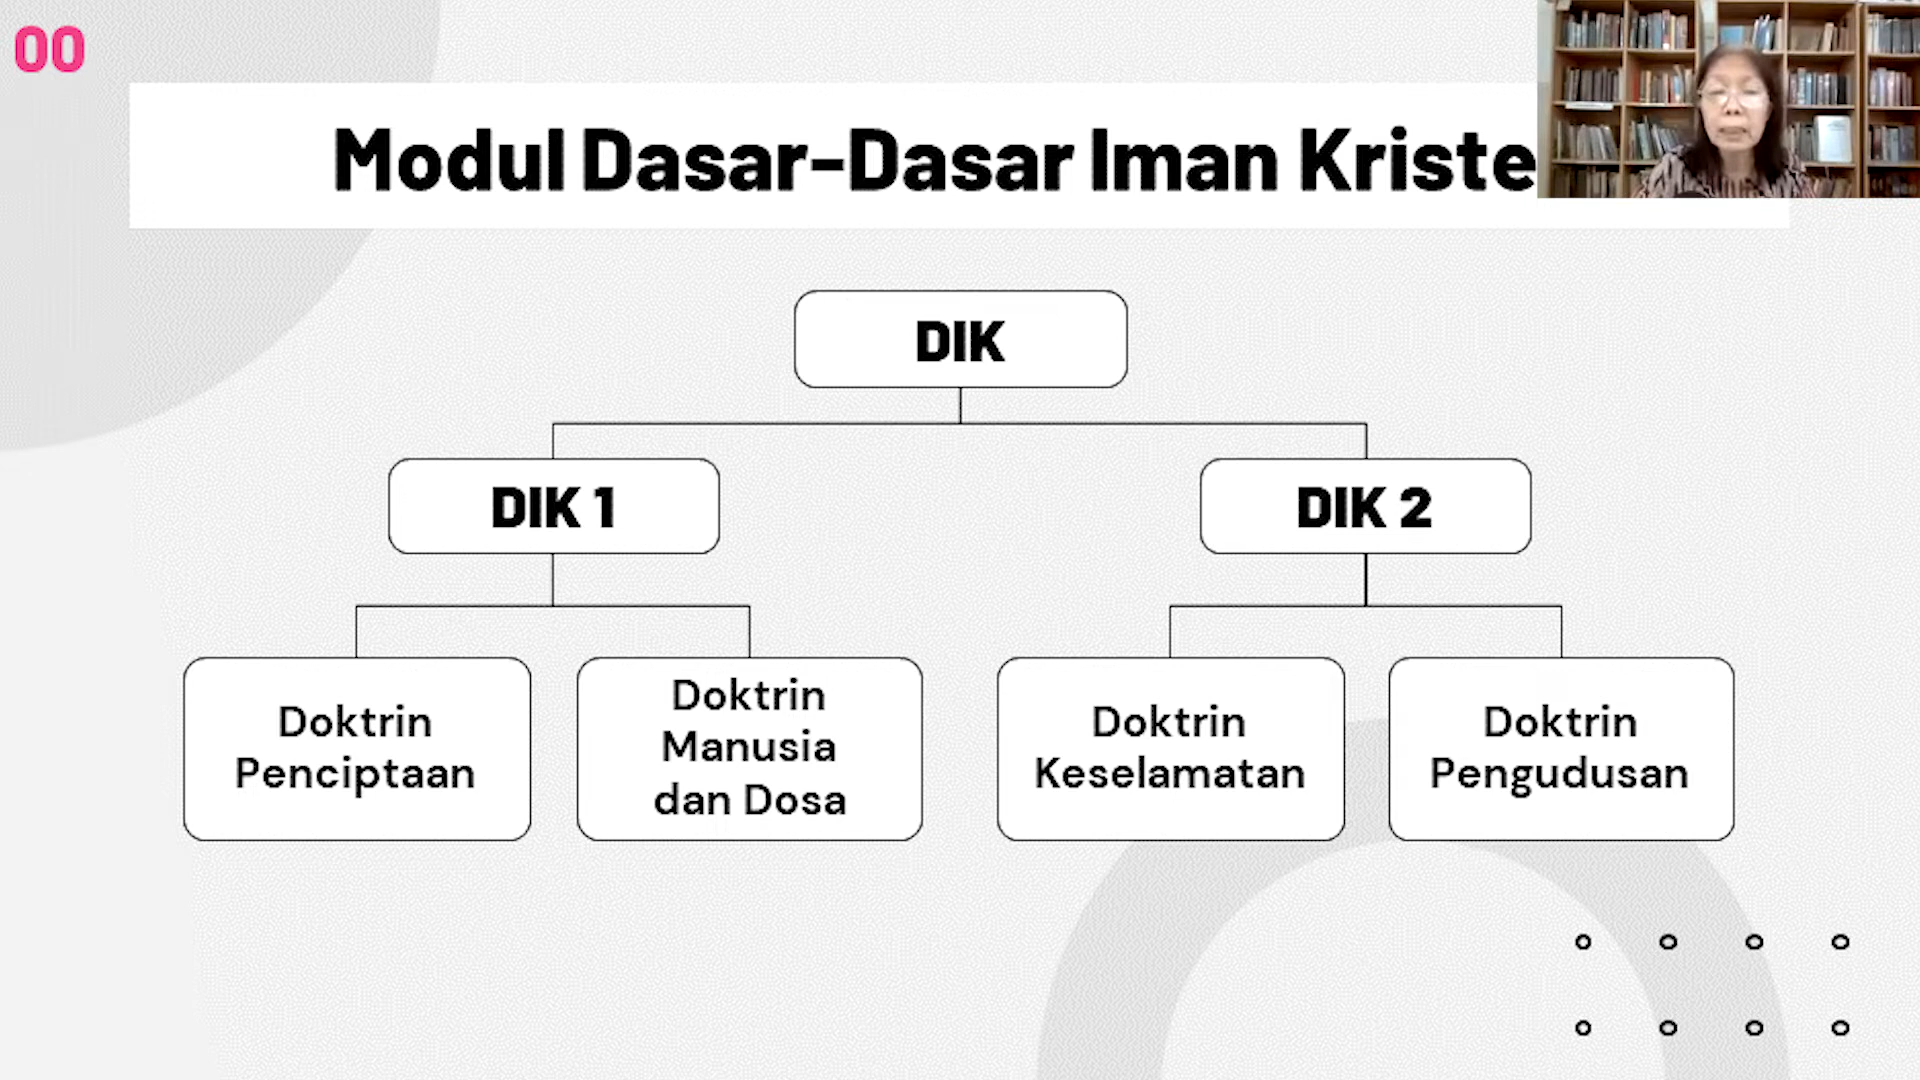 00
Modul Dasar-Dasar Iman Kriste
DIK
DIK 1
DIK 2
Doktrin
Penciptaan
Doktrin
Manusia
dan Dosa
Doktrin
Keselamatan
Doktrin
Pengudusan